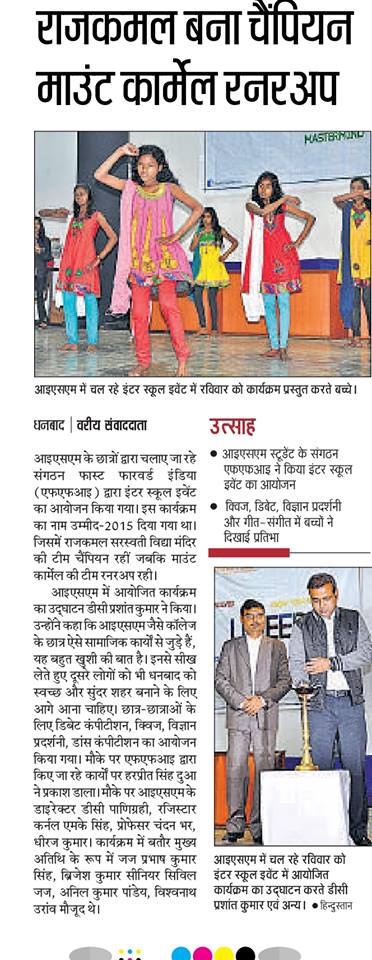 राजकमल बना चैंपियन
माउंट कार्मेल रनरअप
MASTERMIND
आइएसएम में चल रहे इंटर स्कूल इवेंट में रविवार को कार्यक्रम प्रस्तुत करते बच्चे।
धनबाद | वरीय संवाददाता
आइएसएम के छात्रों द्वारा चलाए जा रहे
संगठन फास्ट फारवर्ड इंडिया
(एफएफआइ) द्वारा इंटर स्कूल इवेंट
का आयोजन किया गया। इस कार्यक्रम
का नाम उम्मीद-2015 दिया गया था।
जिसमें राजकमल सरस्वती विद्या मंदिर
की टीम चैंपियन रहीं जबकि माउंट
कार्मेल की टीम रनरअप रही।
आइएसएम में आयोजित कार्यक्रम
का उद्घाटन डीसी प्रशांत कुमार ने किया।
उन्होंने कहा कि आइएसएम जैसे कॉलेज
के छात्र ऐसे सामाजिक कार्यों से जुड़े हैं,
यह बहुत खुशी की बात है। इनसे सीख
लेते हुए दूसरे लोगों को भी धनबाद को
स्वच्छ और सुंदर शहर बनाने के लिए
आगे आना चाहिए। छात्र-छात्राओं के
लिए डिबेट कंपीटीशन, क्विज, विज्ञान
प्रदर्शनी, डांस कंपीटीशन का आयोजन
किया गया। मौके पर एफएफआइ द्वारा
किए जा रहे कार्यों पर हरप्रीत सिंह दुआ
ने प्रकाश डाला। मौके पर आइएसएम के
डाइरेक्टर डीसी पाणिग्रही, रजिस्टार
कर्नल एमके सिंह, प्रोफेसर चंदन भर,
धीरज कुमार। कार्यक्रम में बतौर मुख्य
अतिथि के रूप में जज प्रभाष कुमार
सिंह, ब्रिजेश कुमार सीनियर सिविल
जज, अनिल कुमार पांडेय, विश्वनाथ
उरांव मौजूद थे।
उत्साह
● आइएसएम स्टूडेंट के संगठन
एफएफआइ ने किया इंटर स्कूल
इवेंट का आयोजन
● क्विज, डिबेट, विज्ञान प्रदर्शनी
और गीत-संगीत में बच्चों ने
दिखाई प्रतिभा
आइएसएम में चल रहे रविवार को
इंटर स्कूल इवेंट में आयोजित
कार्यक्रम का उद्घाटन करते डीसी
प्रशांत कुमार एवं अन्य। ● हिन्दुस्तान